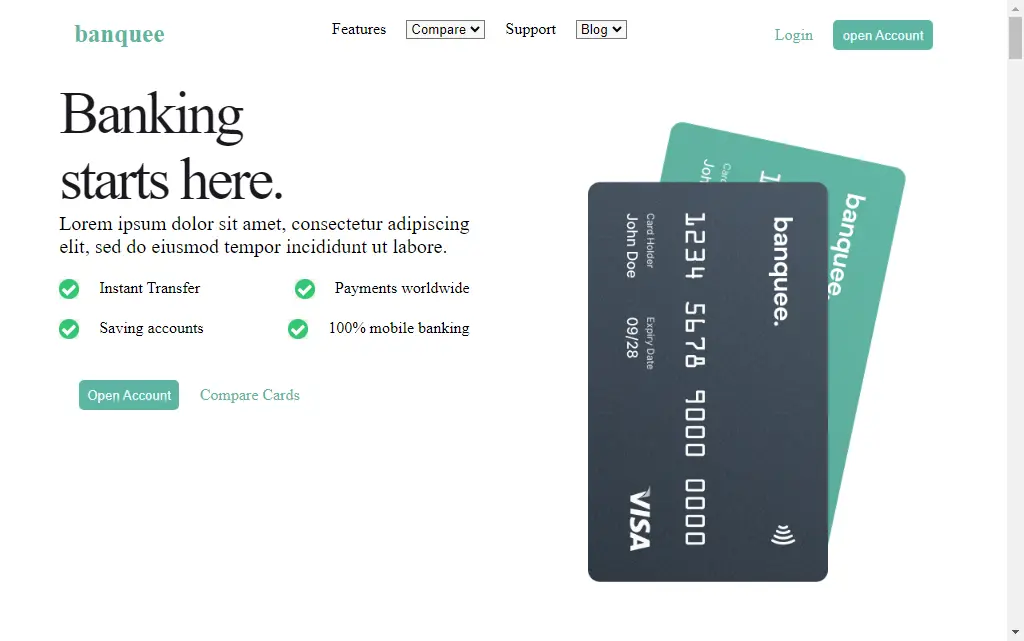 banquee
Features
Compare
Support
Blog
Login
open Account
Banking
starts here.
Lorem ipsum dolor sit amet, consectetur adipiscing
elit, sed do eiusmod tempor incididunt ut labore.
Instant Transfer
Payments worldwide
Saving accounts
100% mobile banking
Open Account
Compare Cards
banquee.
1234 5678 9000 0000
Card Holder
John Doe
Expiry Date
09/28
VISA
banquee.